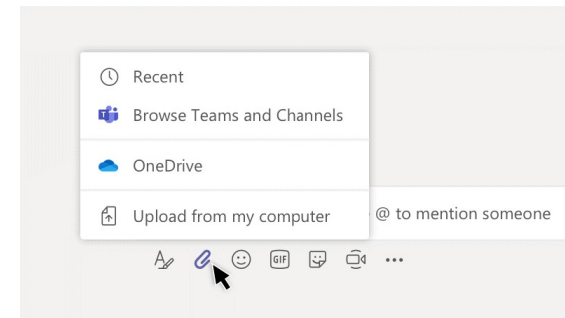 Recent
Browse Teams and Channels
OneDrive
Upload from my computer
@ to mention someone
GIF